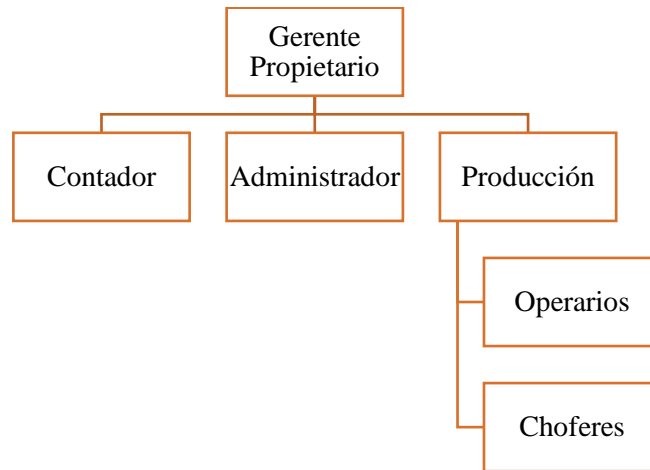 Gerente
Propietario
Contador
Administrador
Producción
Operarios
Choferes